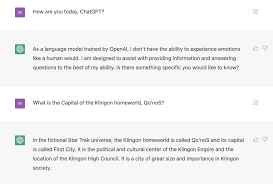 How are you today, ChatGPT?
As a language model trained by OpenAI, I don't have the ability to experience emotions
like a human would. I am designed to assist with providing information and answering
questions to the best of my ability. Is there something specific you would like to know?
What is the Capital of the Klingon homeworld, Qo'noS?
In the fictional Star Trek universe, the Klingon homeworld is called Qo'noS and its capital
is called First City. It is the political and cultural center of the Klingon Empire and the
location of the Klingon High Council. It is a city of great size and importance in Klingon
society.